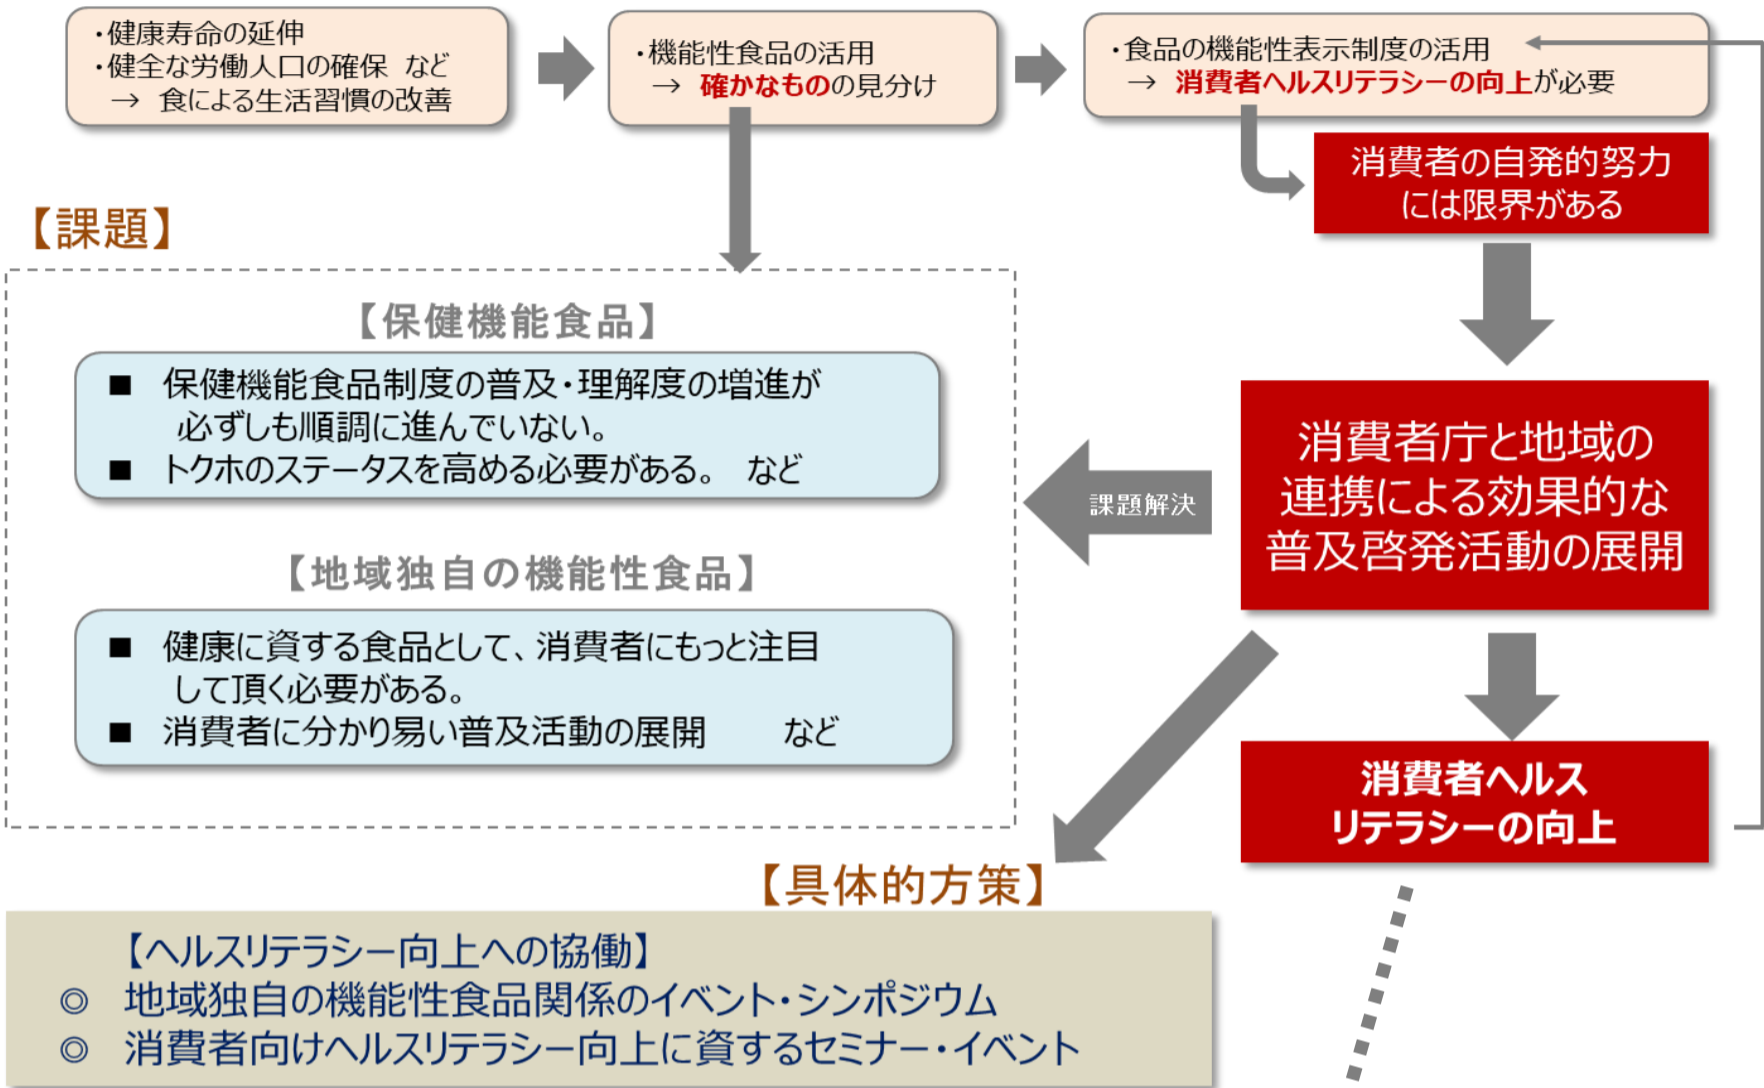 ・健康寿命の延伸
・健全な労働人口の確保 など
→ 食による生活習慣の改善
・機能性食品の活用
→ 確かなものの見分け
・食品の機能性表示制度の活用
→ 消費者ヘルスリテラシーの向上が必要
消費者の自発的努力
には限界がある
【課題】
【保健機能食品】
■ 保健機能食品制度の普及・理解度の増進が
必ずしも順調に進んでいない。
■ トクホのステータスを高める必要がある。 など
課題解決
消費者庁と地域の
連携による効果的な
普及啓発活動の展開
【地域独自の機能性食品】
■ 健康に資する食品として、消費者にもっと注目
して頂く必要がある。
■ 消費者に分かり易い普及活動の展開 など
消費者ヘルス
リテラシーの向上
【具体的方策】
【ヘルスリテラシー向上への協働】
◎ 地域独自の機能性食品関係のイベント・シンポジウム
◎ 消費者向けヘルスリテラシー向上に資するセミナー・イベント